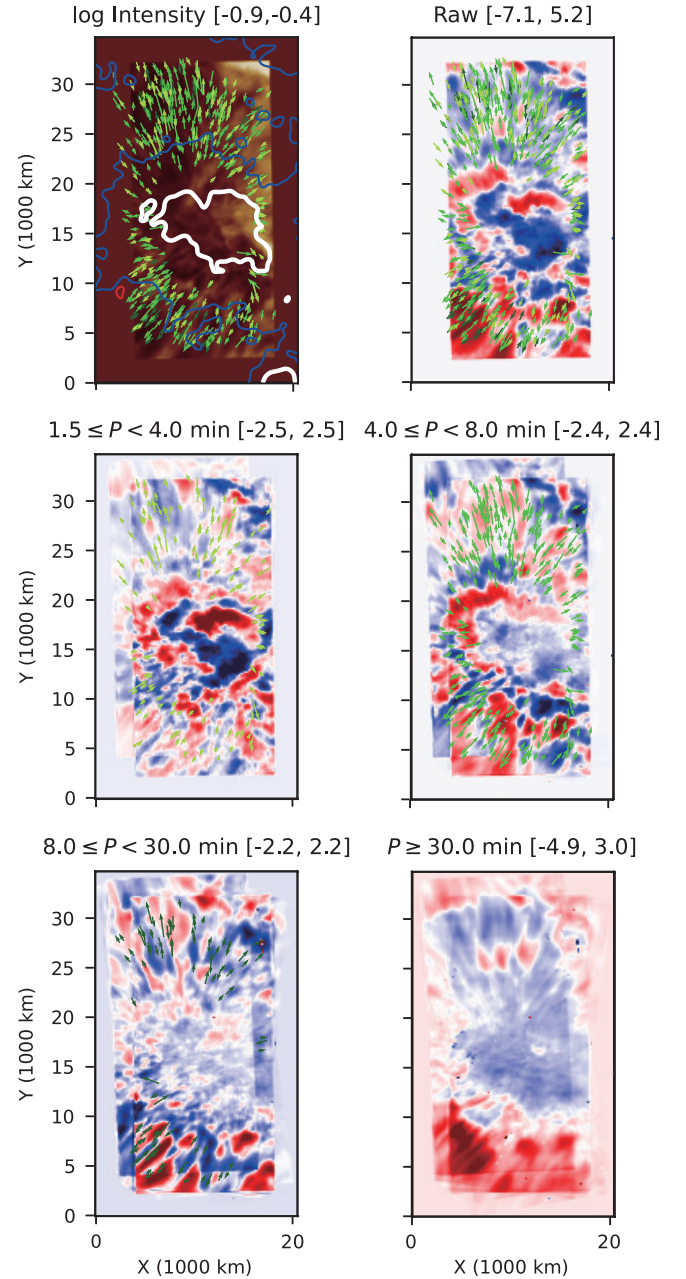 log Intensity [-0.9,-0.4]
Raw [-7.1, 5.2]
30
25
20
15
10
5
0
Y (1000 km)
1.5 ≤ P < 4.0 min [-2.5, 2.5]
4.0 ≤ P < 8.0 min [-2.4, 2.4]
30
25
20
15
10
5
0
Y (1000 km)
8.0 ≤ P < 30.0 min [-2.2, 2.2]
P ≥ 30.0 min [-4.9, 3.0]
30
25
20
15
10
5
0
Y (1000 km)
0 20
0 20
X (1000 km)
X (1000 km)